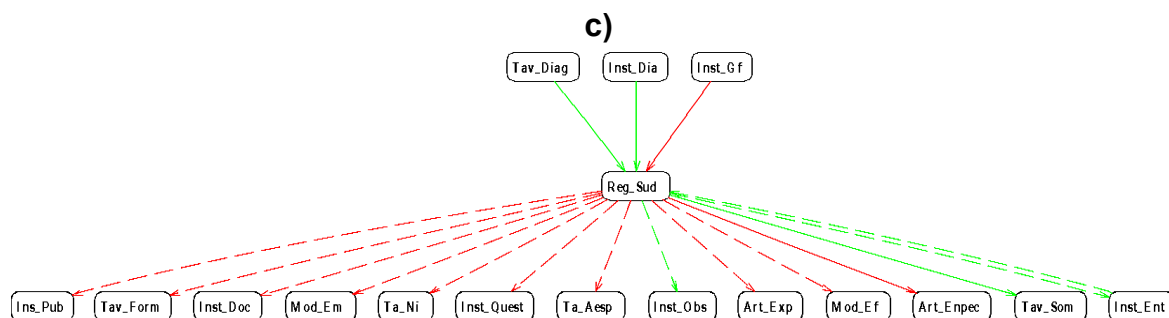 c)
Tav_Diag Inst_Dia Inst_Gf
Reg_Sud
Ins_Pub Tav_Form Inst_Doc Mod_Em Ta_Ni Inst_Quest Ta_Aesp Inst_Obs Art_Exp Mod_Ef Art_Enpec Tav_Som Inst_Ent